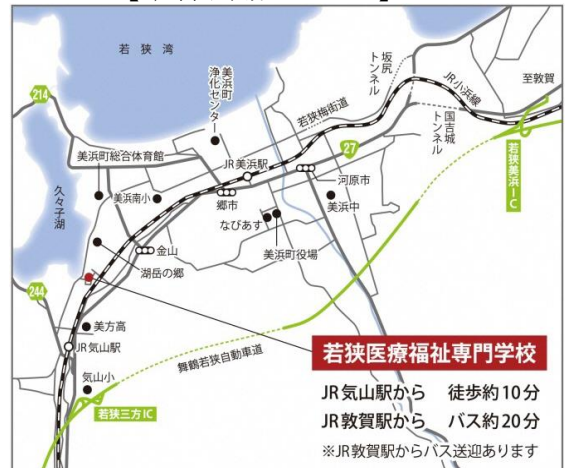 若狭湾
坂尻
トンネル
JR小浜線
至敦賀
美浜町
浄化センター
若狭梅街道
国吉城
トンネル
若狭美浜IC
214
27
美浜町総合体育館
JR美浜駅
河原市
久々子湖
美浜南小
郷市
美浜中
なびあす
美浜町役場
金山
湖岳の郷
244
美方高
JR気山駅
舞鶴若狭自動車道
気山小
若狭三方IC
若狭医療福祉専門学校
JR気山駅から 徒歩約10分
JR敦賀駅から バス約20分
※JR敦賀駅からバス送迎あります